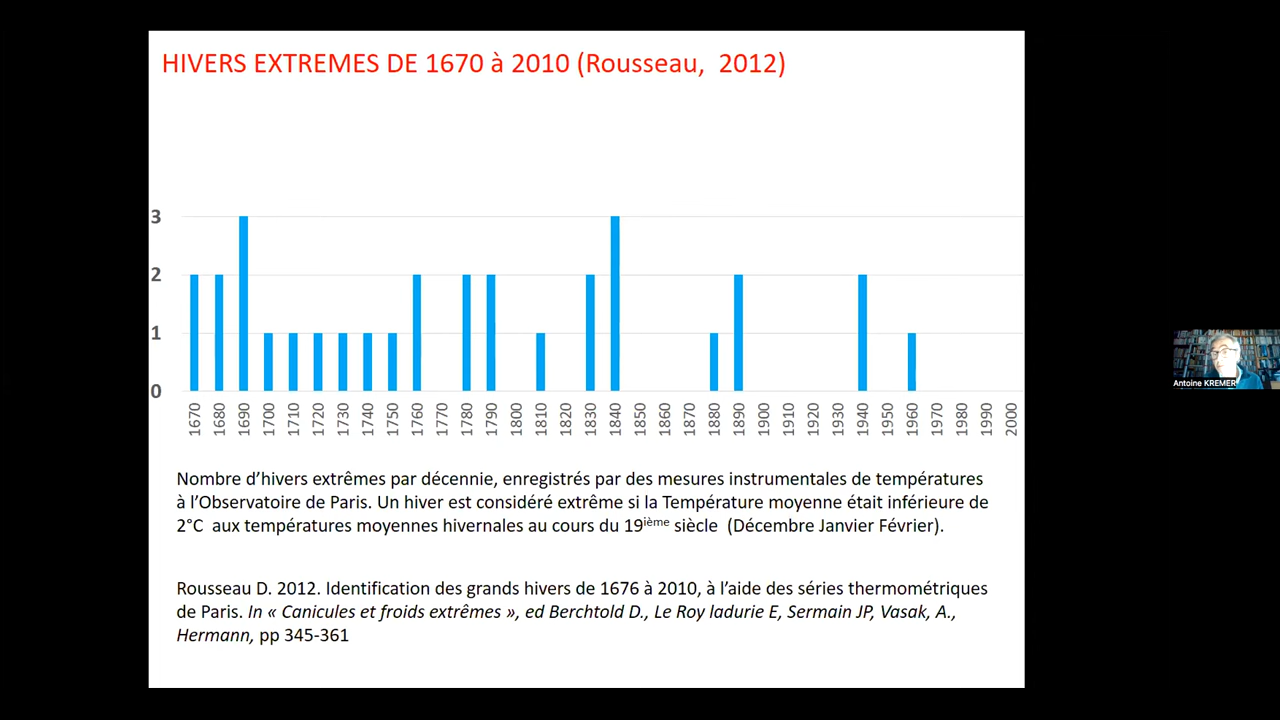 HIVERS EXTREMES DE 1670 à 2010 (Rousseau, 2012)
3
2
1
0
1670 1680 1690 1700 1710 1720 1730 1740 1750 1760 1770 1780 1790 1800 1810 1820 1830 1840 1850 1860 1870 1880 1890 1900 1910 1920 1930 1940 1950 1960 1970 1980 1990 2000
Antoine KREMER
Nombre d’hivers extrêmes par décennie, enregistrés par des mesures instrumentales de températures
à l’Observatoire de Paris. Un hiver est considéré extrême si la Température moyenne était inférieure de
2°C aux températures moyennes hivernales au cours du 19ième siècle (Décembre Janvier Février).
Rousseau D. 2012. Identification des grands hivers de 1676 à 2010, à l’aide des séries thermométriques
de Paris. In « Canicules et froids extrêmes », ed Berchtold D., Le Roy ladurie E, Sermain JP, Vasak, A.,
Hermann, pp 345-361